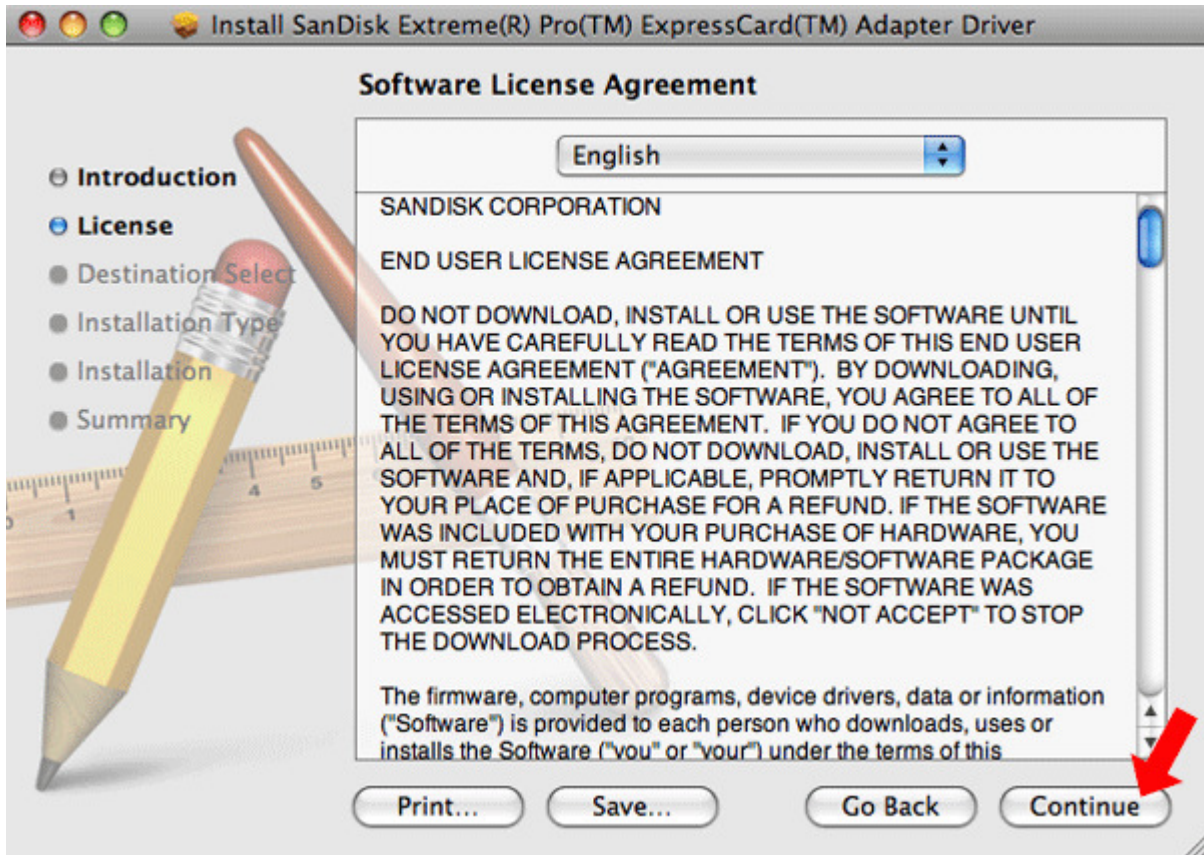 Install SanDisk Extreme(R) Pro(TM) ExpressCard(TM) Adapter Driver
Software License Agreement
Introduction
License
Destination Select
Installation Type
Installation
Summary
English
SANDISK CORPORATION
END USER LICENSE AGREEMENT
DO NOT DOWNLOAD, INSTALL OR USE THE SOFTWARE UNTIL
YOU HAVE CAREFULLY READ THE TERMS OF THIS END USER
LICENSE AGREEMENT ("AGREEMENT"). BY DOWNLOADING,
USING OR INSTALLING THE SOFTWARE, YOU AGREE TO ALL OF
THE TERMS OF THIS AGREEMENT. IF YOU DO NOT AGREE TO
ALL OF THE TERMS, DO NOT DOWNLOAD, INSTALL OR USE THE
SOFTWARE AND, IF APPLICABLE, PROMPTLY RETURN IT TO
YOUR PLACE OF PURCHASE FOR A REFUND. IF THE SOFTWARE
WAS INCLUDED WITH YOUR PURCHASE OF HARDWARE, YOU
MUST RETURN THE ENTIRE HARDWARE/SOFTWARE PACKAGE
IN ORDER TO OBTAIN A REFUND. IF THE SOFTWARE WAS
ACCESSED ELECTRONICALLY, CLICK "NOT ACCEPT" TO STOP
THE DOWNLOAD PROCESS.
The firmware, computer programs, device drivers, data or information
("Software") is provided to each person who downloads, uses or
installs the Software ("you" or "your") under the terms of this
1 4 5
Print... Save... Go Back Continue